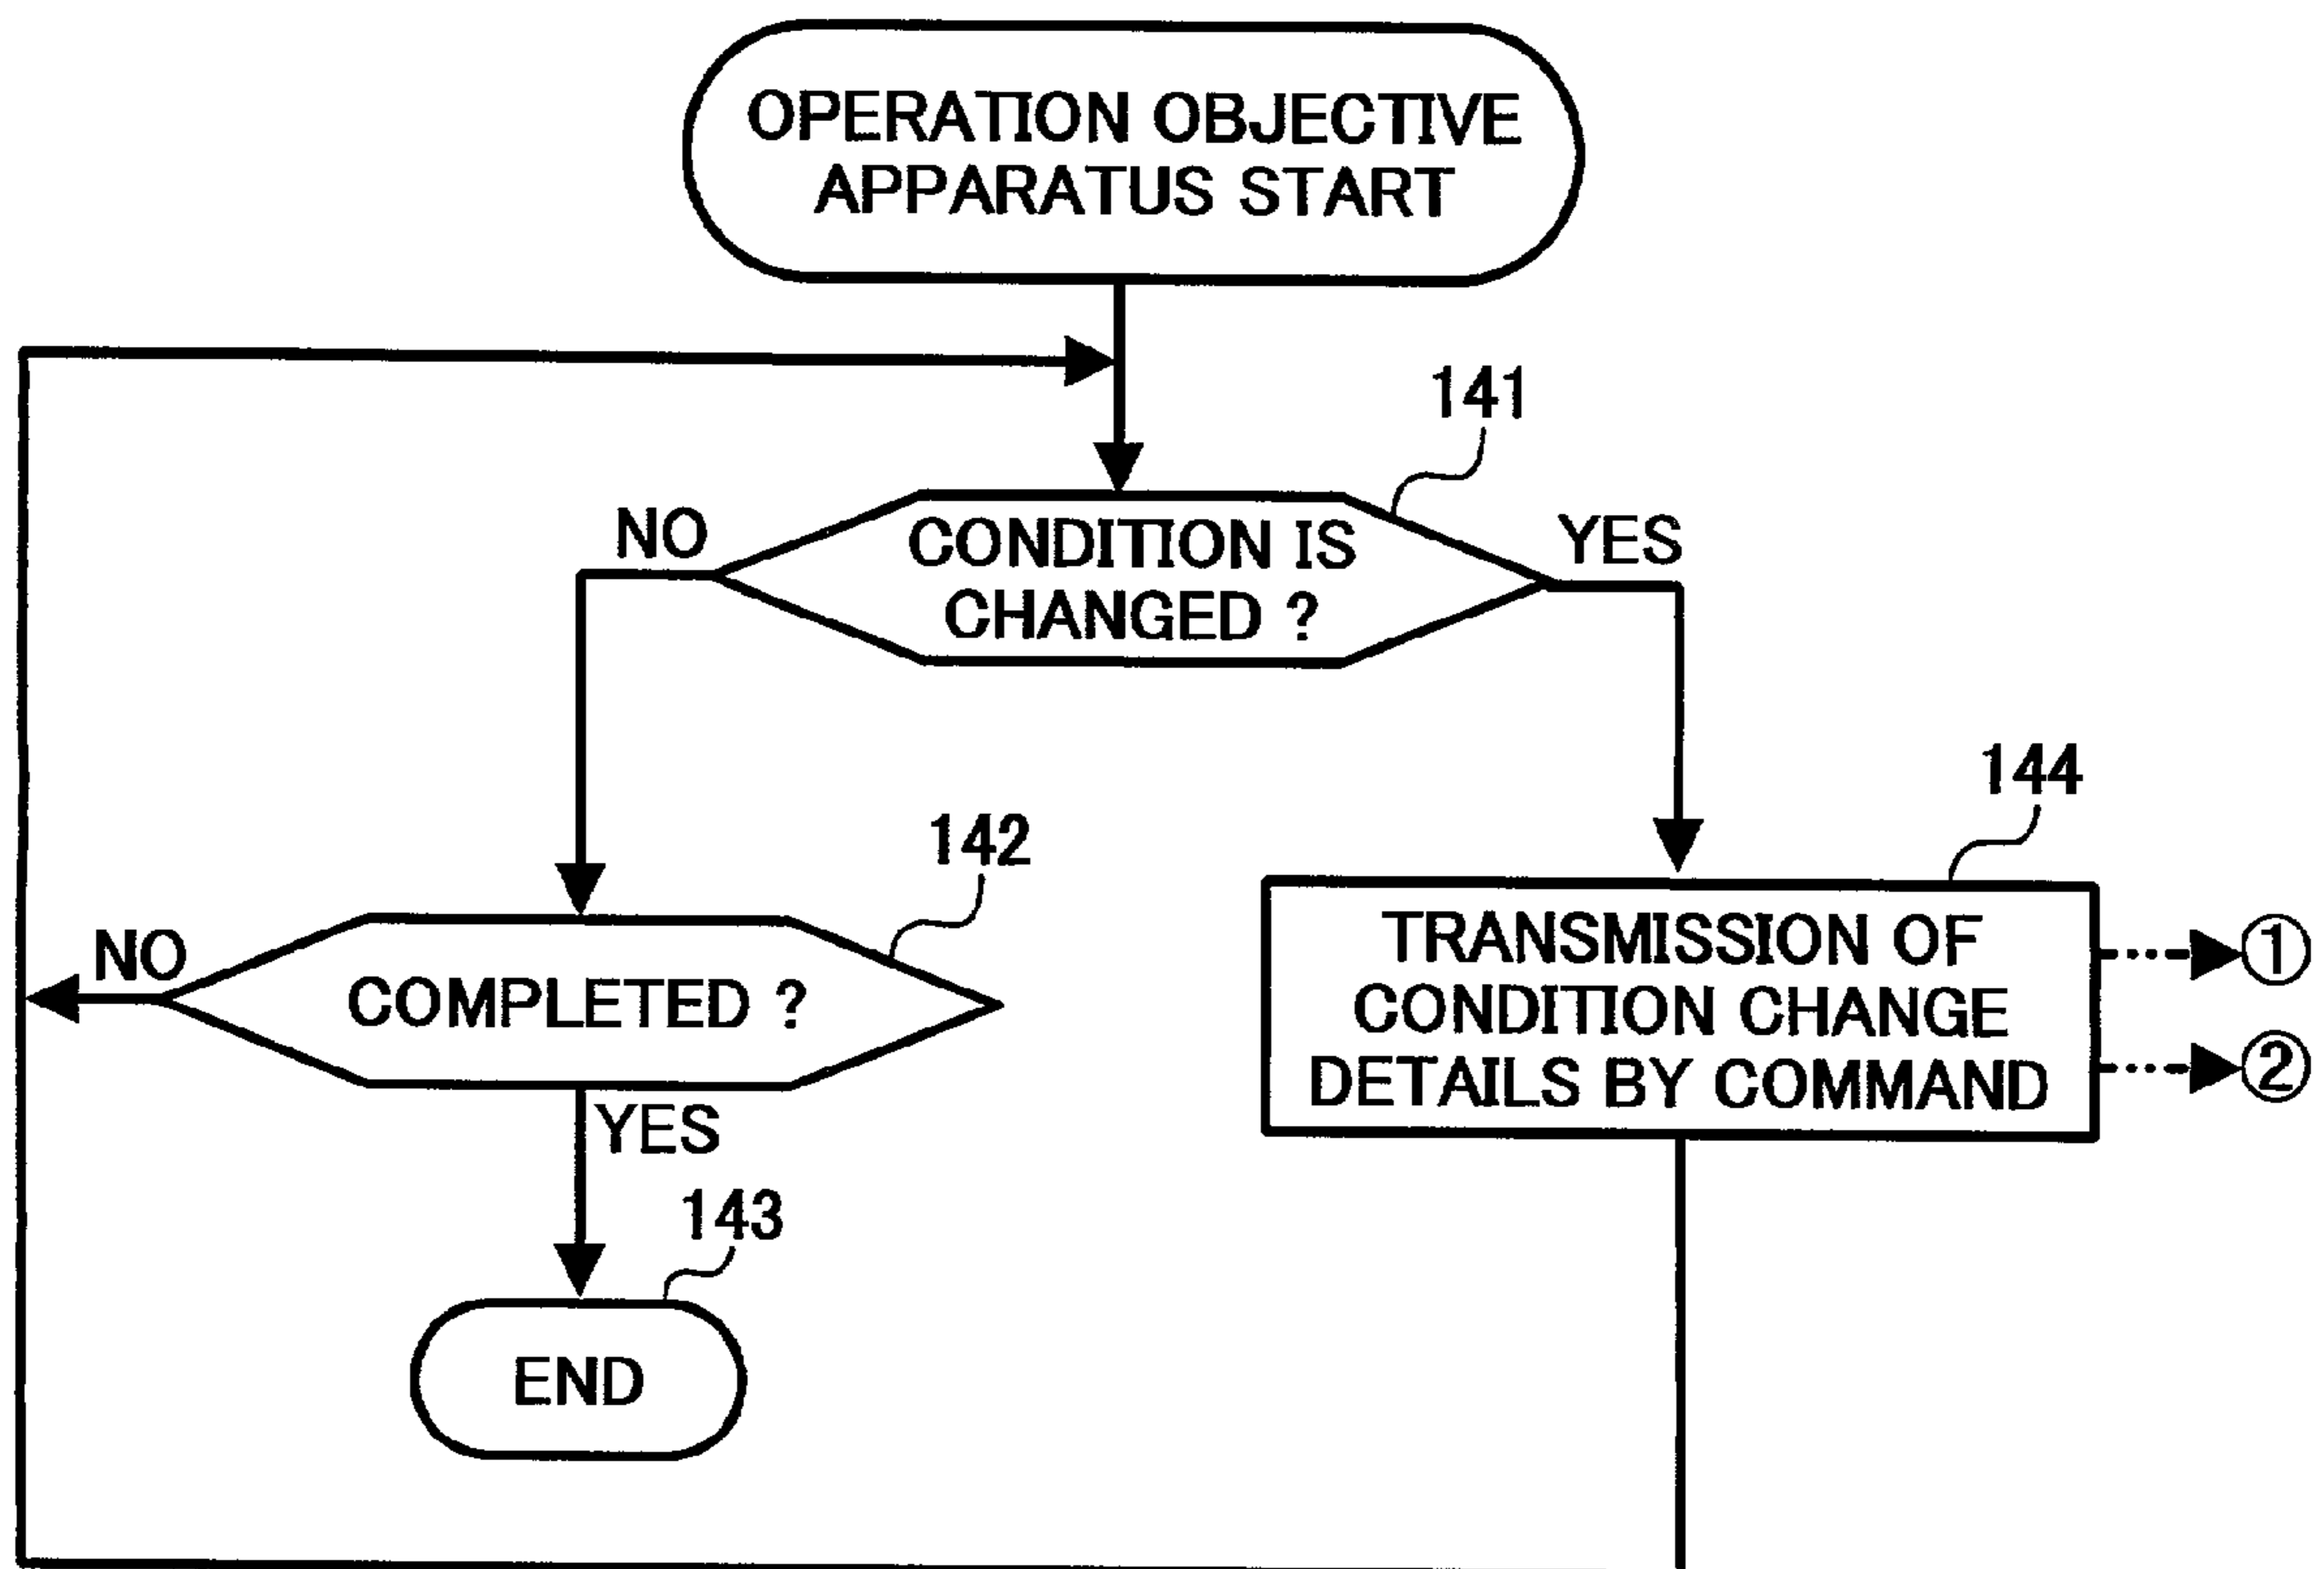 OPERATION OBJECTIVE
APPARATUS START
141
NO
CONDITION IS
CHANGED ?
YES
144
142
NO
COMPLETED ?
TRANSMISSION OF
CONDITION CHANGE
DETAILS BY COMMAND
①
②
YES
143
END